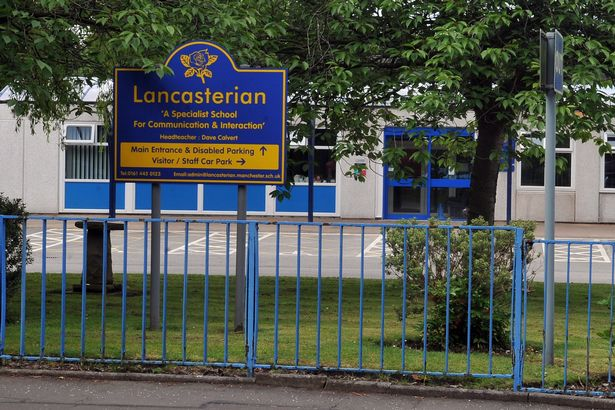 Lancasterian
'A Specialist School
For Communication & Interaction'
Headteacher : Dave Calvert
Main Entrance & Disabled Parking ↑
Visitor / Staff Car Park →
Tel: 0161 445 0123 Email:admin@lancasterian.manchester.sch.uk